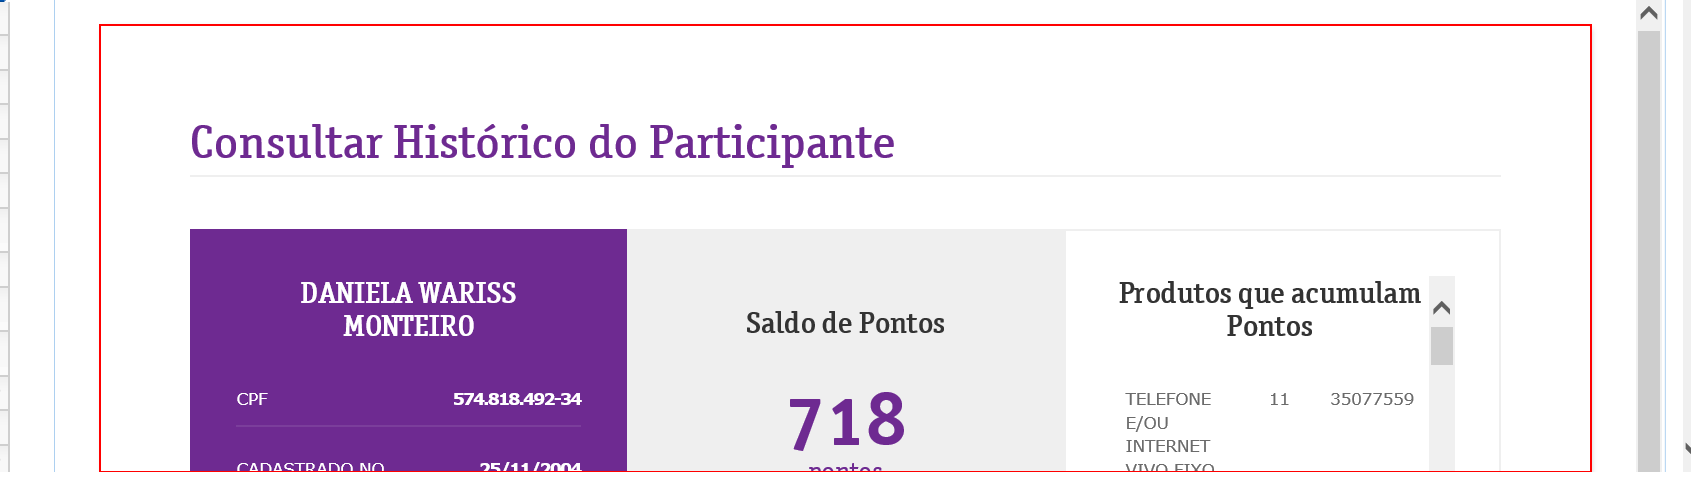 Consultar Histórico do Participante
DANIELA WARISS
MONTEIRO
CPF 574.818.492-34
CADASTRADO NO 25/11/2004
Saldo de Pontos
718
pontos
Produtos que acumulam
Pontos
TELEFONE 11 35077559
E/OU
INTERNET
VIVO FIXO